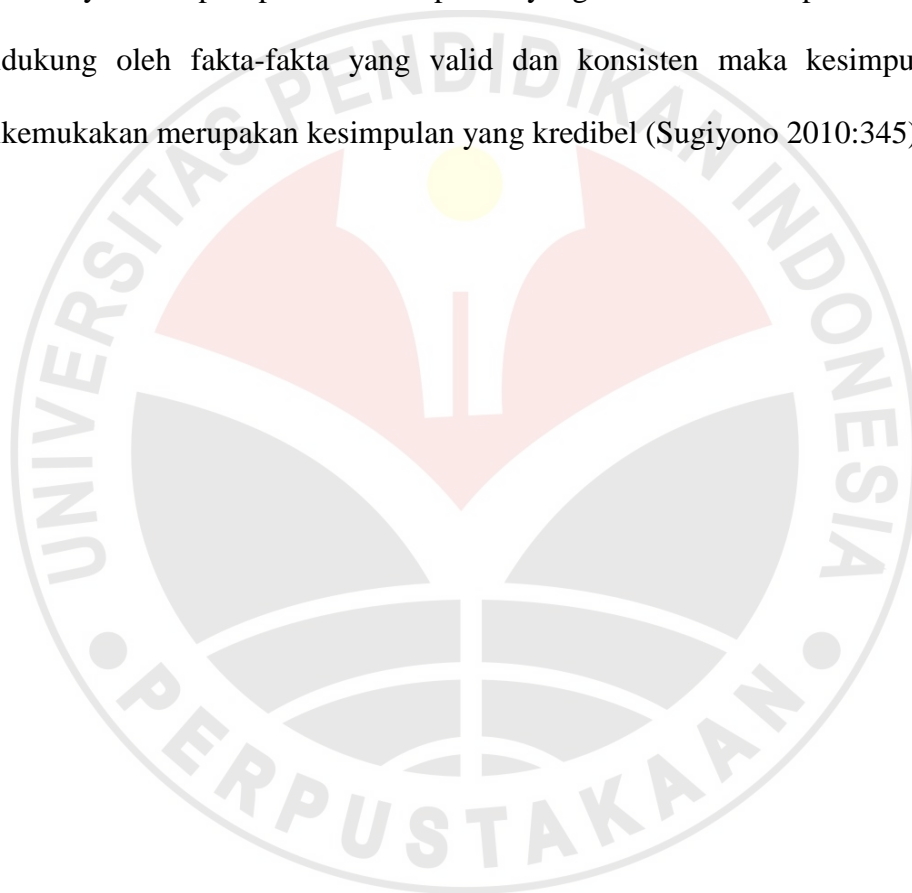 dukung oleh fakta-fakta yang valid dan konsisten maka kesimpu
kemukakan merupakan kesimpulan yang kredibel (Sugiyono 2010:345)
UNIVERSITAS PENDIDIKAN INDONESIA
PERPUSTAKAAN